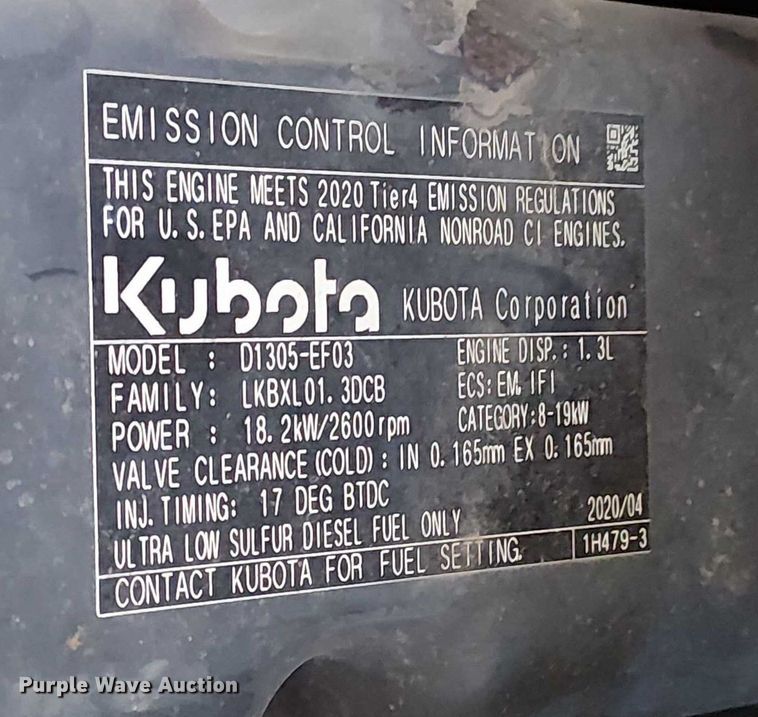 EMISSION CONTROL INFORMATION
THIS ENGINE MEETS 2020 Tier4 EMISSION REGULATIONS
FOR U.S.EPA AND CALIFORNIA NONROAD CI ENGINES.
Kubota KUBOTA Corporation
MODEL : D1305-EF03 ENGINE DISP.: 1.3L
FAMILY: LKBXL01.3DCB ECS: EM, IFI
POWER : 18.2kW/2600rpm CATEGORY:8-19kW
VALVE CLEARANCE(COLD): IN 0.165mm EX 0.165mm
INJ.TIMING: 17 DEG BTDC
ULTRA LOW SULFUR DIESEL FUEL ONLY 2020/04
CONTACT KUBOTA FOR FUEL SETTING. 1H479-3
Purple Wave Auction